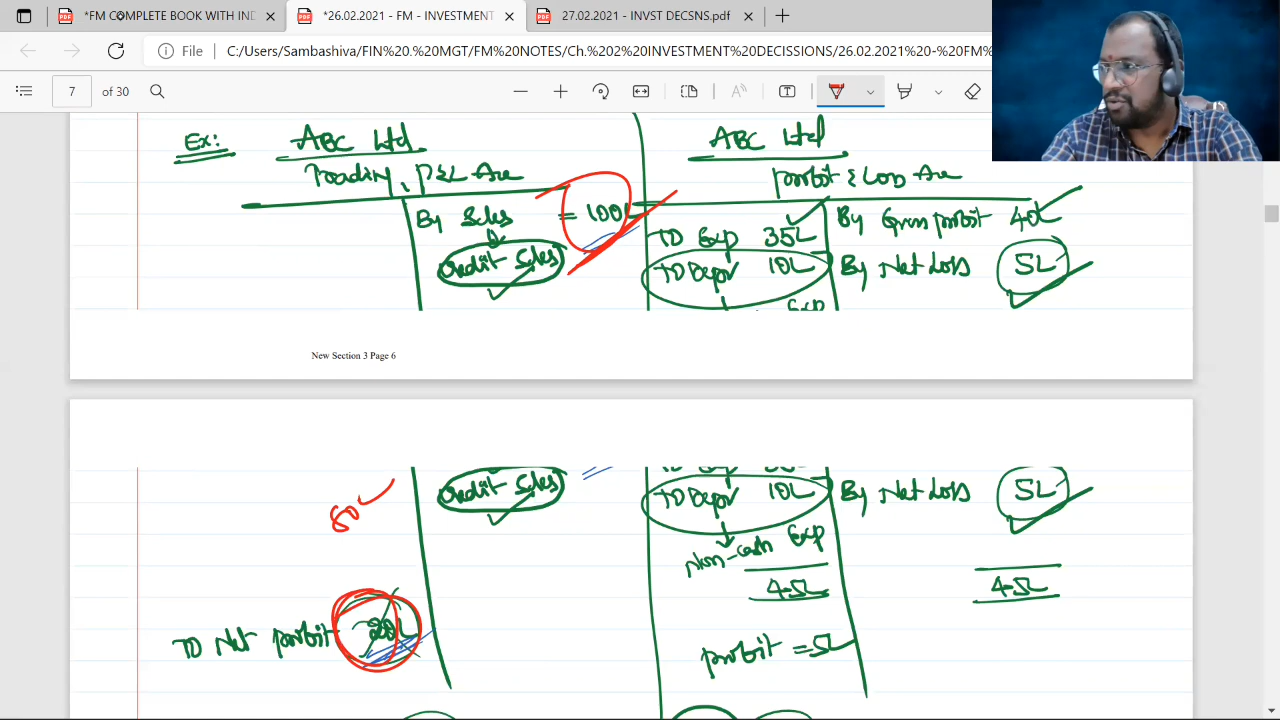 *FM COMPLETE BOOK WITH IND
*26.02.2021 - FM - INVESTMENT
27.02.2021 - INVST DECSNS.pdf
File
C:/Users/Sambashiva/FIN%20.%20MGT/FM%20NOTES/Ch.%202%20INVESTMENT%20DECISSIONS/26.02.2021%20-%20FM%
7 of 30
Ex:
ABC Ltd
Trading, P&L A/c
By Sales = 100L
Credit Sales
ABC Ltd
Profit & Loss A/c
TO Exp 35L
By Gross profit 40L
TO Depr 10L
By Net Loss 5L
Exp
New Section 3 Page 6
80
Credit Sales
TO Depr 10L
By Net Loss 5L
Non-cash Exp
45L
45L
TO Net profit 20L
profit = 5L